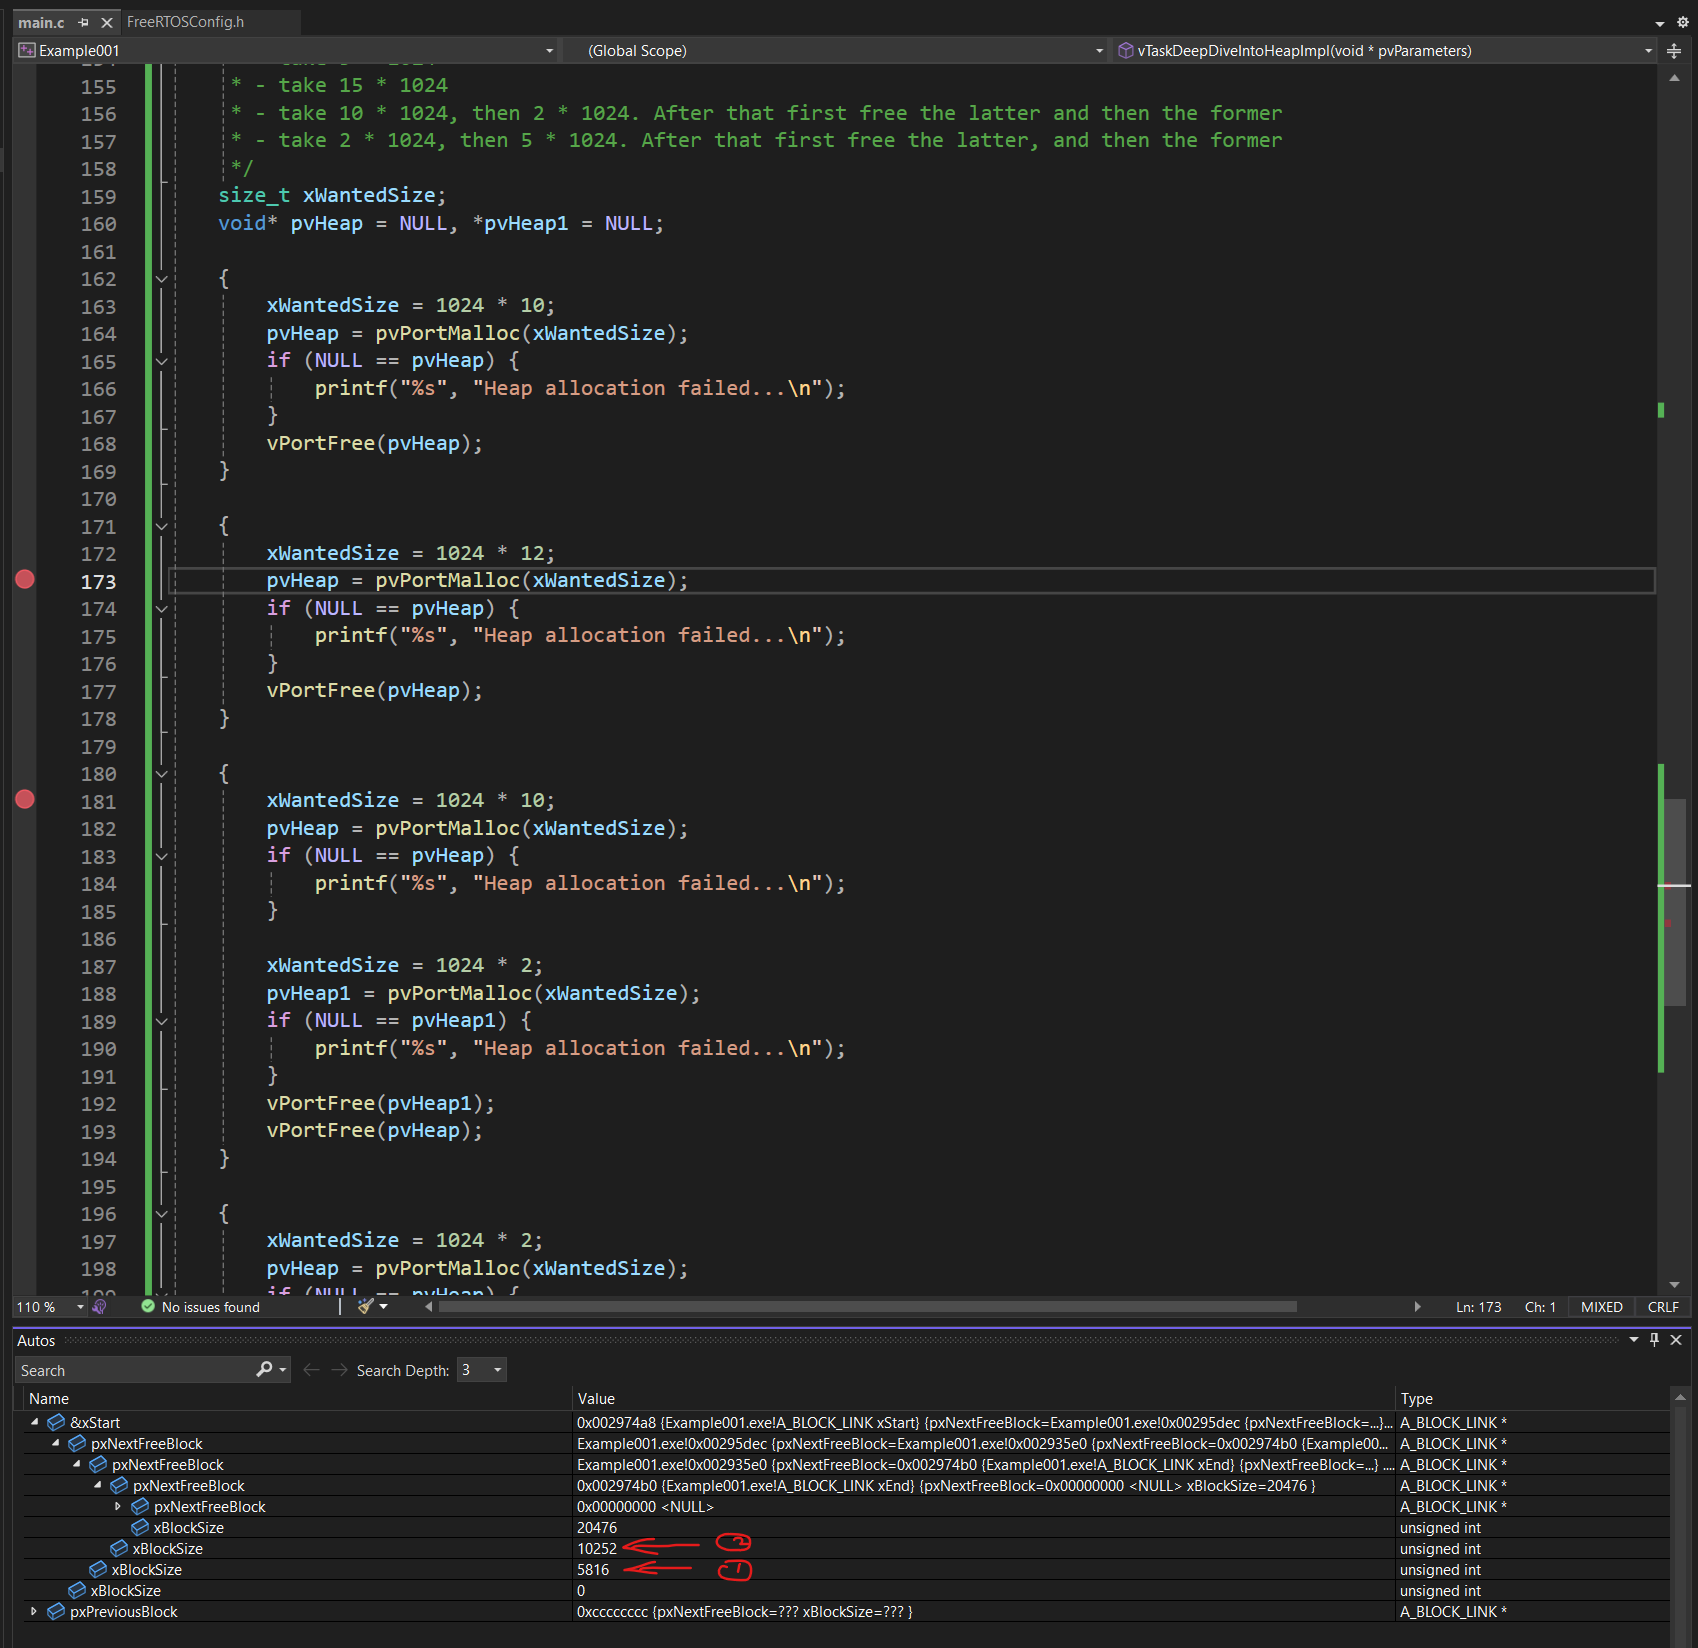 main.c
FreeRTOSConfig.h
Example001
(Global Scope)
vTaskDeepDiveIntoHeapImpl(void * pvParameters)
155 * - take 15 * 1024
156 * - take 10 * 1024, then 2 * 1024. After that first free the latter and then the former
157 * - take 2 * 1024, then 5 * 1024. After that first free the latter, and then the former
158 */
159 size_t xWantedSize;
160 void* pvHeap = NULL, *pvHeap1 = NULL;
161
162 {
163 xWantedSize = 1024 * 10;
164 pvHeap = pvPortMalloc(xWantedSize);
165 if (NULL == pvHeap) {
166 printf("%s", "Heap allocation failed...\n");
167 }
168 vPortFree(pvHeap);
169 }
170
171 {
172 xWantedSize = 1024 * 12;
173 pvHeap = pvPortMalloc(xWantedSize);
174 if (NULL == pvHeap) {
175 printf("%s", "Heap allocation failed...\n");
176 }
177 vPortFree(pvHeap);
178 }
179
180 {
181 xWantedSize = 1024 * 10;
182 pvHeap = pvPortMalloc(xWantedSize);
183 if (NULL == pvHeap) {
184 printf("%s", "Heap allocation failed...\n");
185 }
186
187 xWantedSize = 1024 * 2;
188 pvHeap1 = pvPortMalloc(xWantedSize);
189 if (NULL == pvHeap1) {
190 printf("%s", "Heap allocation failed...\n");
191 }
192 vPortFree(pvHeap1);
193 vPortFree(pvHeap);
194 }
195
196 {
197 xWantedSize = 1024 * 2;
198 pvHeap = pvPortMalloc(xWantedSize);
110 % No issues found Ln: 173 Ch: 1 MIXED CRLF
Autos
Search Search Depth: 3
Name Value Type
&xStart 0x002974a8 {Example001.exe!A_BLOCK_LINK xStart} {pxNextFreeBlock=Example001.exe!0x00295dec {pxNextFreeBlock=...}... A_BLOCK_LINK *
pxNextFreeBlock Example001.exe!0x00295dec {pxNextFreeBlock=Example001.exe!0x002935e0 {pxNextFreeBlock=0x002974b0 {Example00... A_BLOCK_LINK *
pxNextFreeBlock Example001.exe!0x002935e0 {pxNextFreeBlock=0x002974b0 {Example001.exe!A_BLOCK_LINK xEnd} {pxNextFreeBlock=...} .... A_BLOCK_LINK *
pxNextFreeBlock 0x002974b0 {Example001.exe!A_BLOCK_LINK xEnd} {pxNextFreeBlock=0x00000000 <NULL> xBlockSize=20476 } A_BLOCK_LINK *
pxNextFreeBlock 0x00000000 <NULL> A_BLOCK_LINK *
xBlockSize 20476 unsigned int
xBlockSize 10252 2 unsigned int
xBlockSize 5816 1 unsigned int
xBlockSize 0 unsigned int
pxPreviousBlock 0xcccccccc {pxNextFreeBlock=??? xBlockSize=??? } A_BLOCK_LINK *